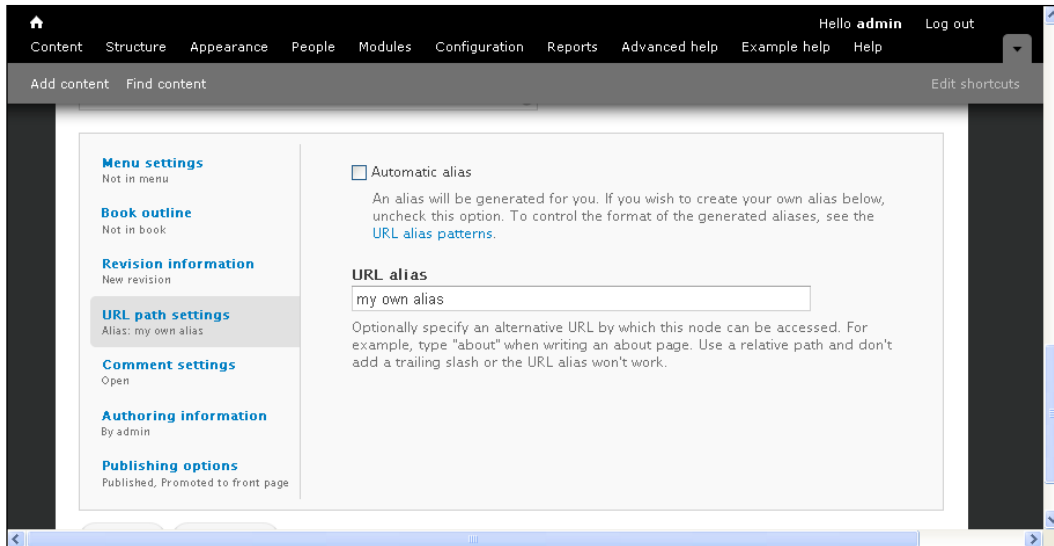 Hello admin Log out
Content Structure Appearance People Modules Configuration Reports Advanced help Example help Help
Add content Find content Edit shortcuts
Menu settings
Not in menu
Book outline
Not in book
Revision information
New revision
URL path settings
Alias: my own alias
Comment settings
Open
Authoring information
By admin
Publishing options
Published, Promoted to front page
Automatic alias
An alias will be generated for you. If you wish to create your own alias below,
uncheck this option. To control the format of the generated aliases, see the
URL alias patterns.
URL alias
my own alias
Optionally specify an alternative URL by which this node can be accessed. For
example, type "about" when writing an about page. Use a relative path and don't
add a trailing slash or the URL alias won't work.